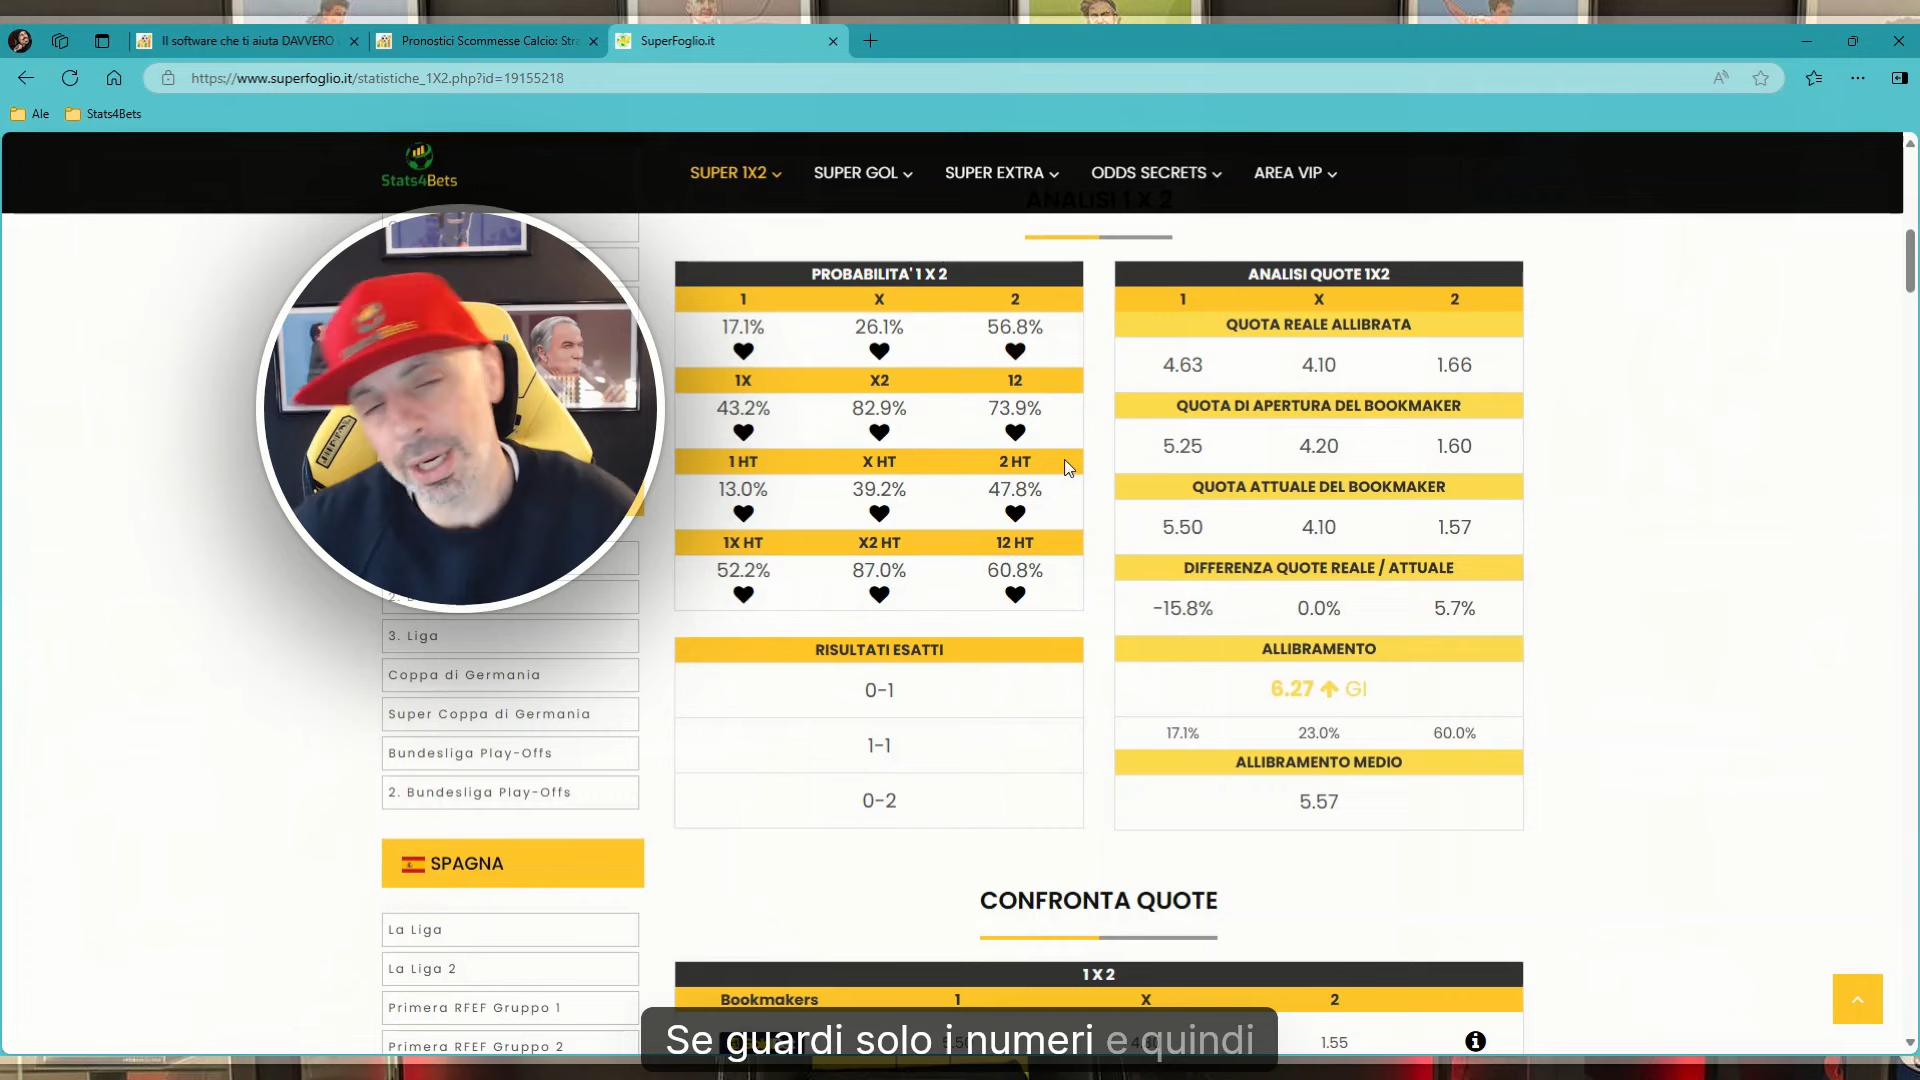 Il software che ti aiuta DAVVERO
Pronostici Scommesse Calcio: Stra
SuperFoglio.it
https://www.superfoglio.it/statistiche_1X2.php?id=19155218
Ale
Stats4Bets
Stats4Bets
SUPER 1X2
SUPER GOL
SUPER EXTRA
ODDS SECRETS
AREA VIP
ANALISI 1 X 2
PROBABILITA' 1 X 2
1 X 2
17.1% 26.1% 56.8%
1X X2 12
43.2% 82.9% 73.9%
1 HT X HT 2 HT
13.0% 39.2% 47.8%
1X HT X2 HT 12 HT
52.2% 87.0% 60.8%
RISULTATI ESATTI
0-1
1-1
0-2
ANALISI QUOTE 1X2
1 X 2
QUOTA REALE ALLIBRATA
4.63 4.10 1.66
QUOTA DI APERTURA DEL BOOKMAKER
5.25 4.20 1.60
QUOTA ATTUALE DEL BOOKMAKER
5.50 4.10 1.57
DIFFERENZA QUOTE REALE / ATTUALE
-15.8% 0.0% 5.7%
ALLIBRAMENTO
6.27 GI
17.1% 23.0% 60.0%
ALLIBRAMENTO MEDIO
5.57
3. Liga
Coppa di Germania
Super Coppa di Germania
Bundesliga Play-Offs
2. Bundesliga Play-Offs
SPAGNA
La Liga
La Liga 2
Primera RFEF Gruppo 1
Primera RFEF Gruppo 2
CONFRONTA QUOTE
1 X 2
Bookmakers 1 X 2
1.55
Se guardi solo i numeri e quindi